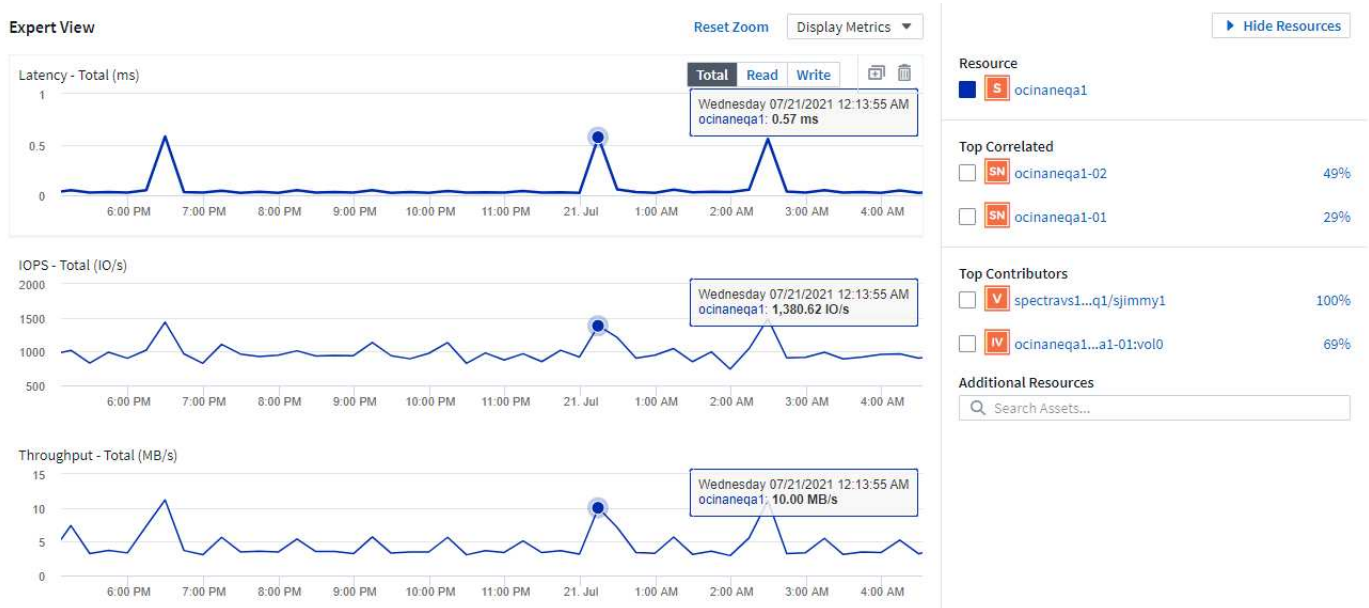 Expert View
Reset Zoom
Display Metrics
Hide Resources
Latency - Total (ms)
Total Read Write
1
0.5
0
Wednesday 07/21/2021 12:13:55 AM
ocinaneqa1: 0.57 ms
6:00 PM 7:00 PM 8:00 PM 9:00 PM 10:00 PM 11:00 PM 21. Jul 1:00 AM 2:00 AM 3:00 AM 4:00 AM
IOPS - Total (IO/s)
2000
1500
1000
500
Wednesday 07/21/2021 12:13:55 AM
ocinaneqa1: 1,380.62 IO/s
6:00 PM 7:00 PM 8:00 PM 9:00 PM 10:00 PM 11:00 PM 21. Jul 1:00 AM 2:00 AM 3:00 AM 4:00 AM
Throughput - Total (MB/s)
15
10
5
0
Wednesday 07/21/2021 12:13:55 AM
ocinaneqa1: 10.00 MB/s
6:00 PM 7:00 PM 8:00 PM 9:00 PM 10:00 PM 11:00 PM 21. Jul 1:00 AM 2:00 AM 3:00 AM 4:00 AM
Resource
S ocinaneqa1
Top Correlated
SN ocinaneqa1-02 49%
SN ocinaneqa1-01 29%
Top Contributors
V spectravs1...q1/sjimmy1 100%
IV ocinaneqa1...a1-01:vol0 69%
Additional Resources
Search Assets...